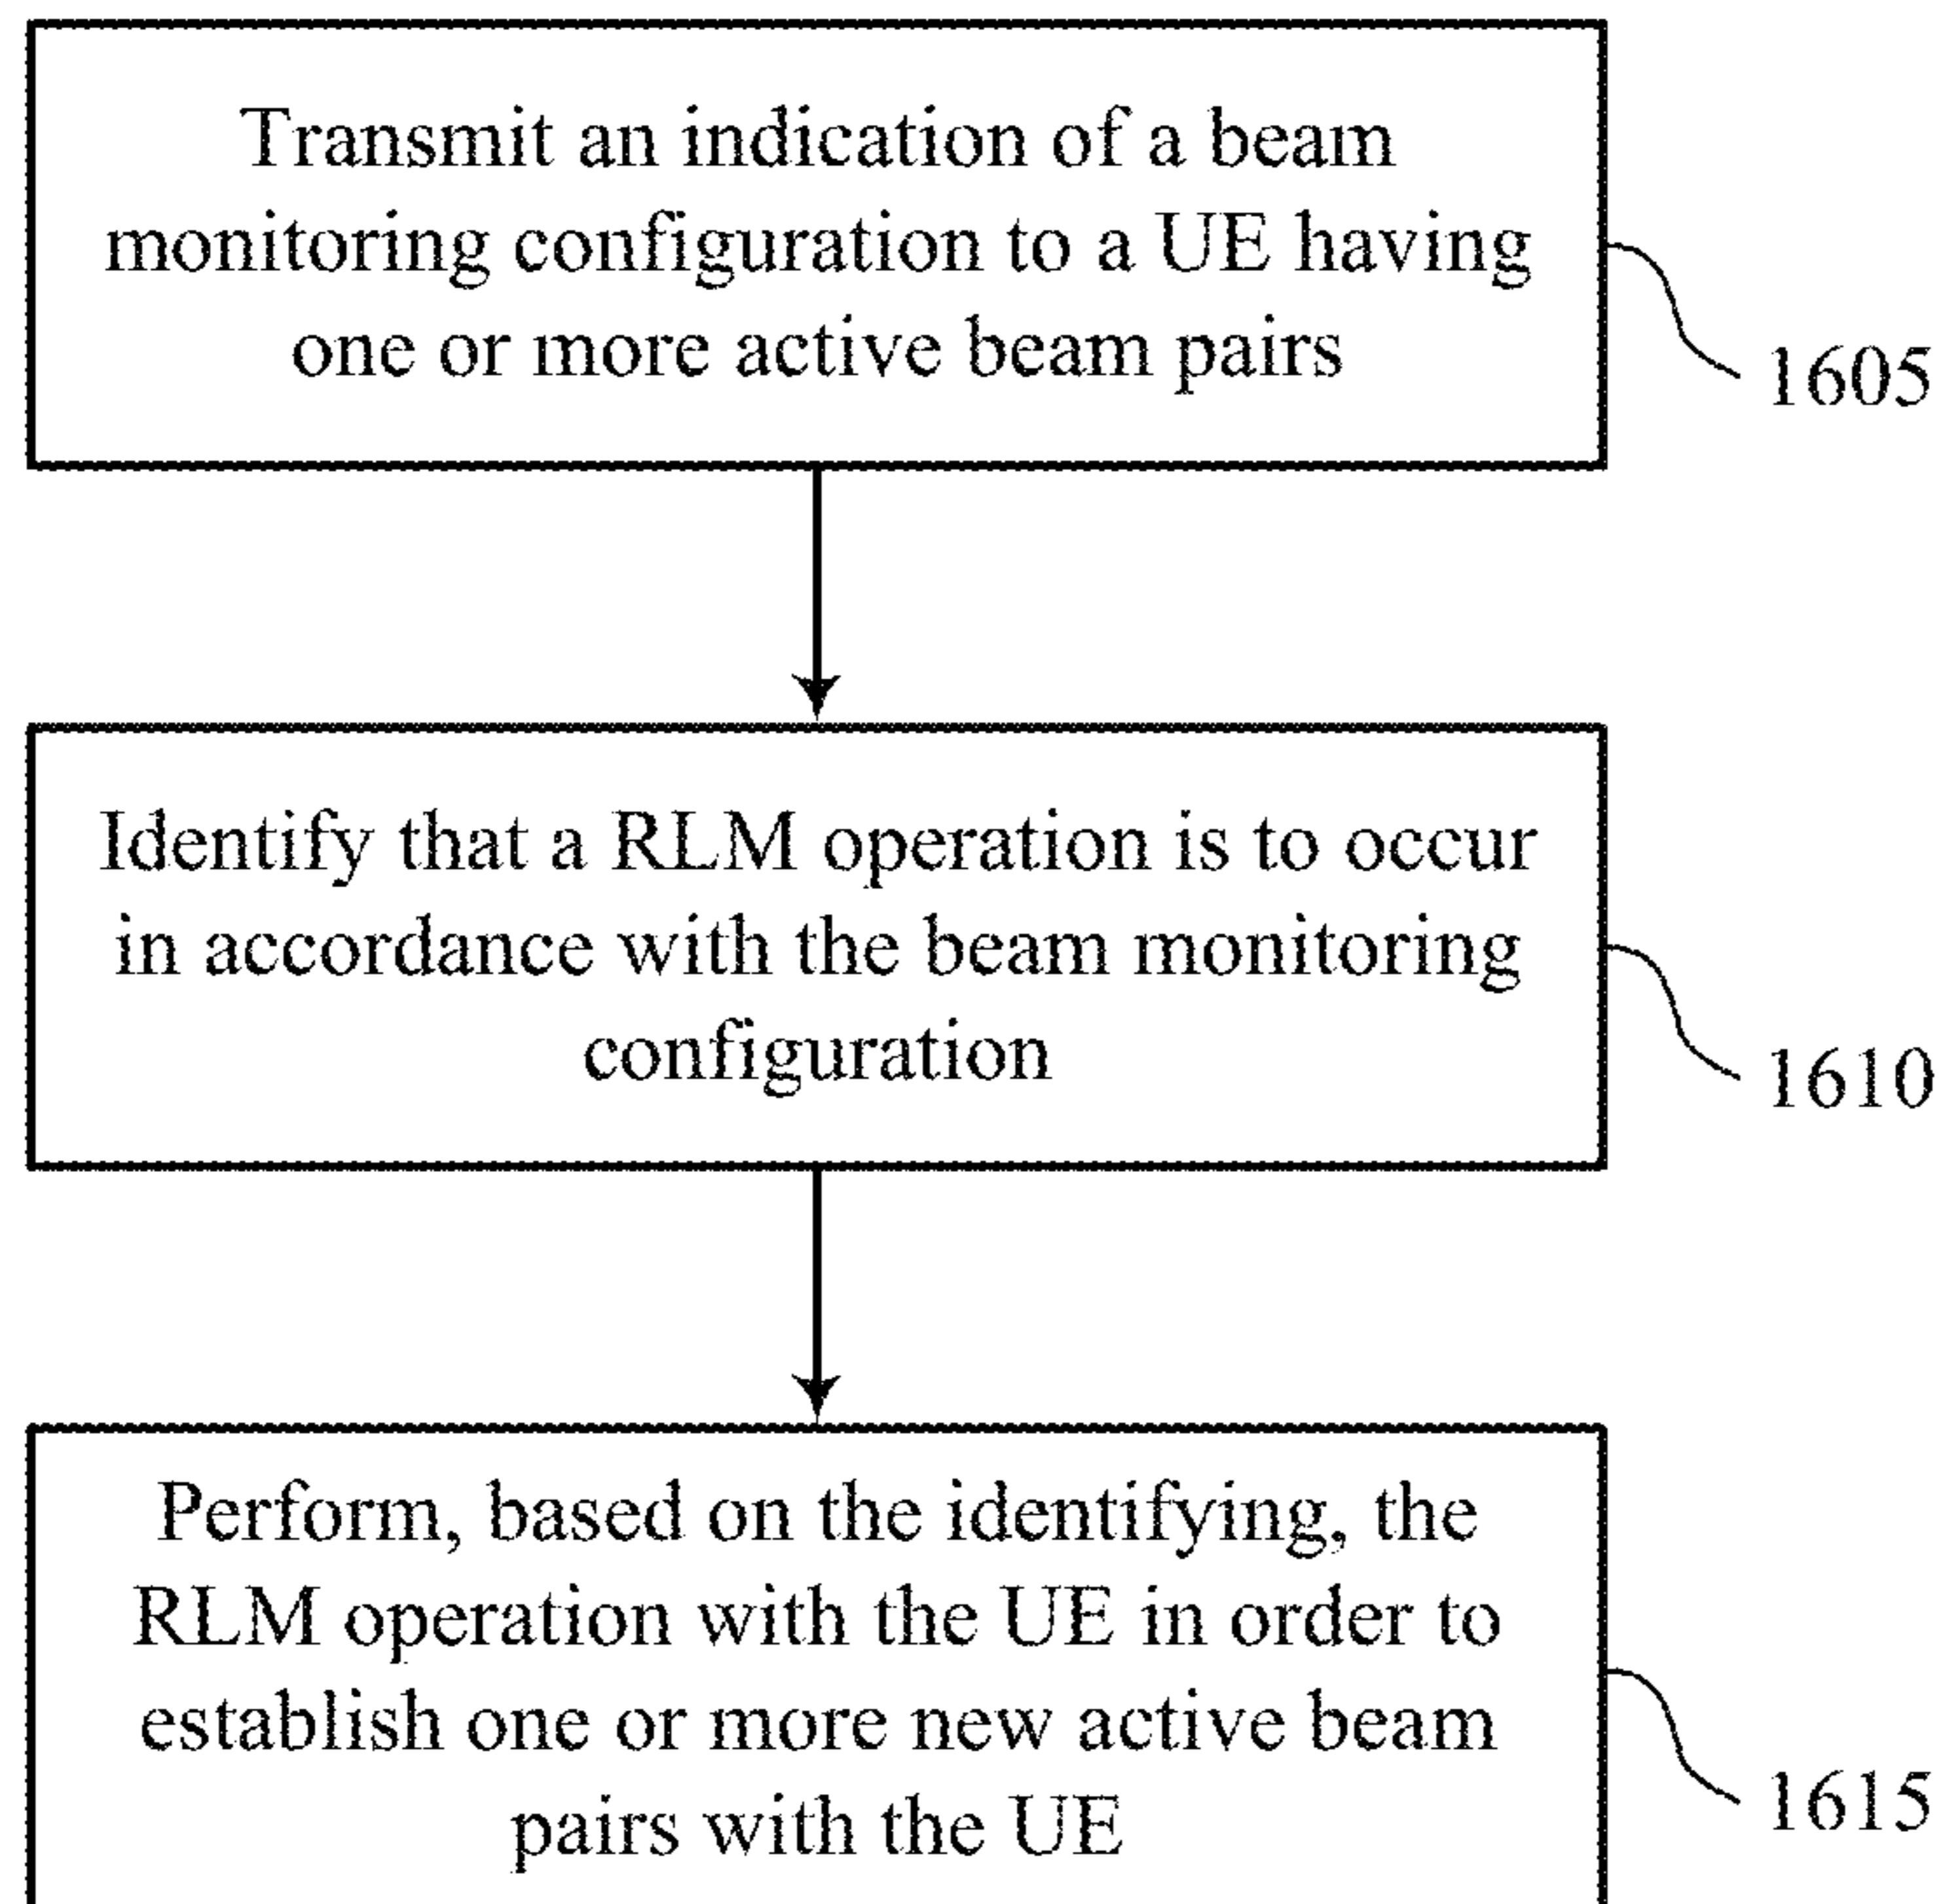 Transmit an indication of a beam
monitoring configuration to a UE having
one or more active beam pairs
1605
Identify that a RLM operation is to occur
in accordance with the beam monitoring
configuration
1610
Perform, based on the identifying, the
RLM operation with the UE in order to
establish one or more new active beam
pairs with the UE
1615